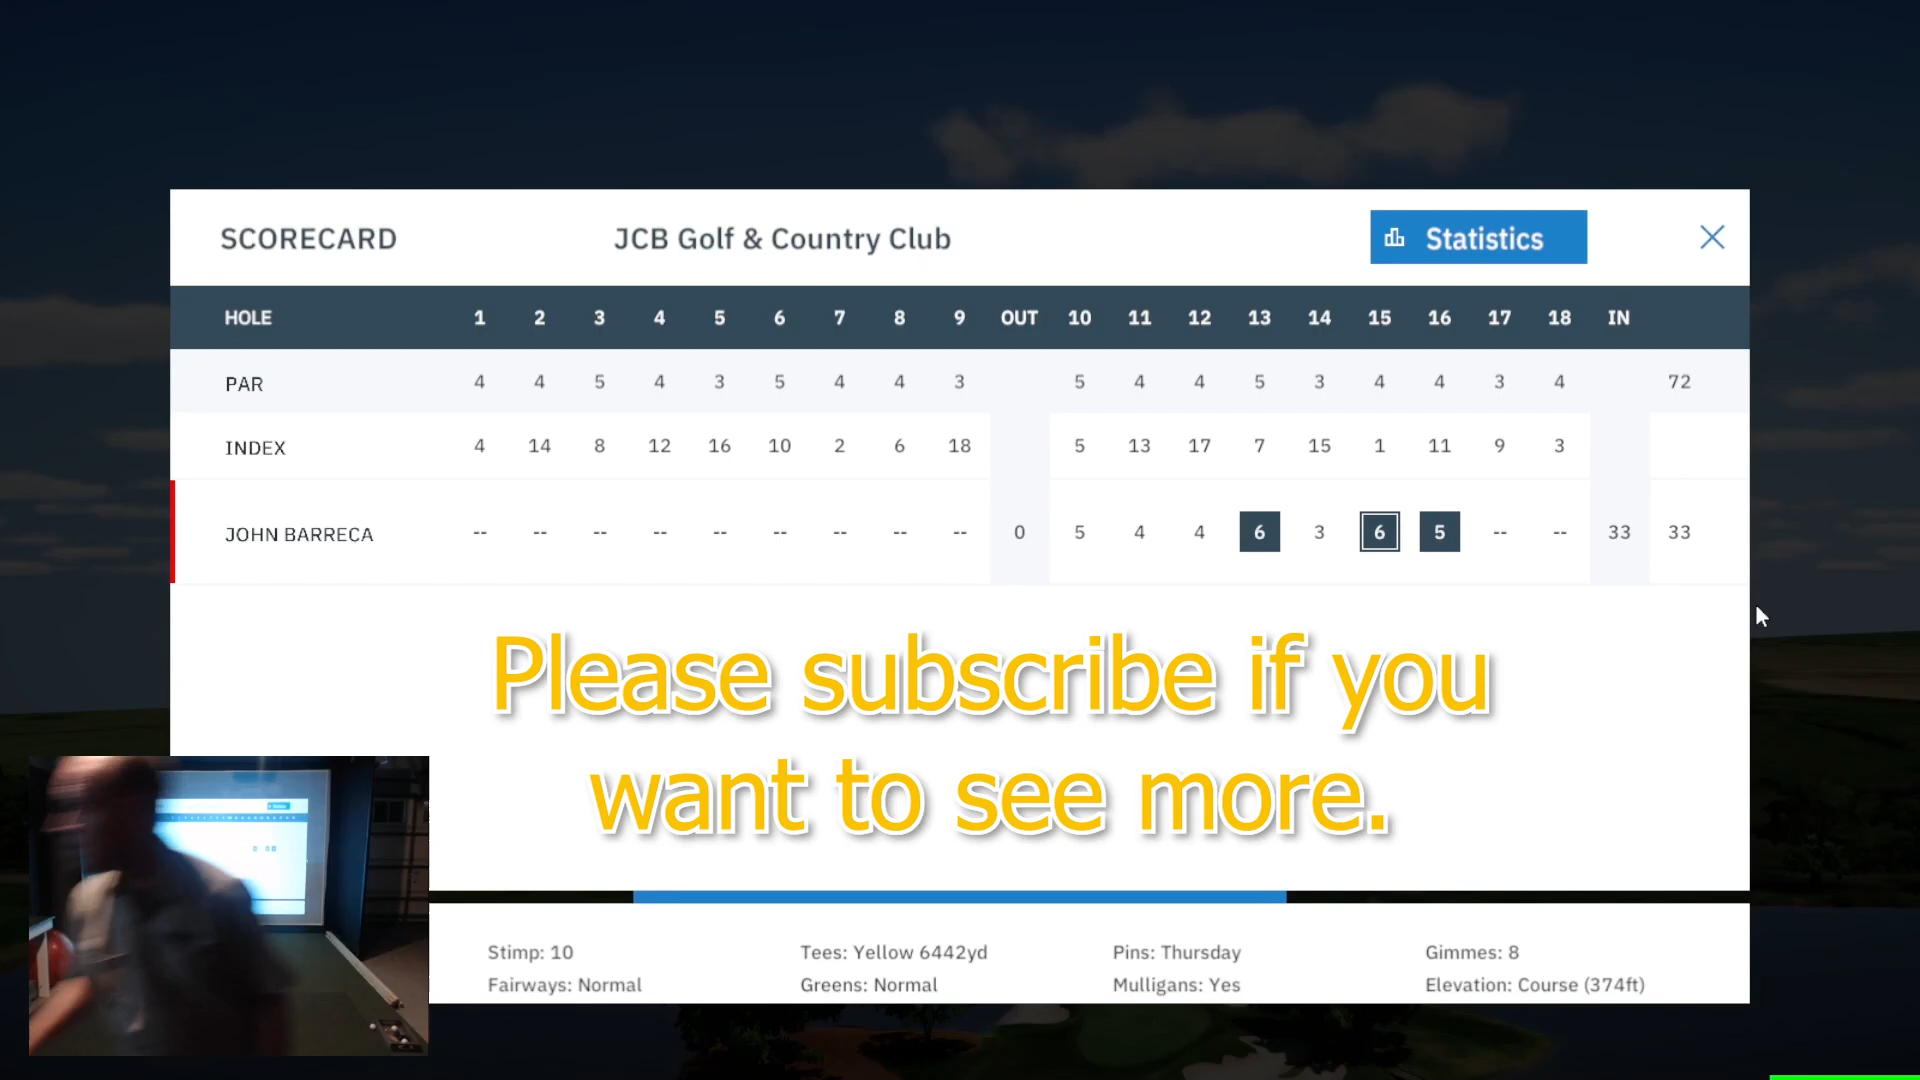 SCORECARD JCB Golf & Country Club Statistics
HOLE 1 2 3 4 5 6 7 8 9 OUT 10 11 12 13 14 15 16 17 18 IN
PAR 4 4 5 4 3 5 4 4 3 5 4 4 5 3 4 4 3 4 72
INDEX 4 14 8 12 16 10 2 6 18 5 13 17 7 15 1 11 9 3
JOHN BARRECA -- -- -- -- -- -- -- -- -- 0 5 4 4 6 3 6 5 -- -- 33 33
Please subscribe if you
want to see more.
Stimp: 10 Tees: Yellow 6442yd Pins: Thursday Gimmes: 8
Fairways: Normal Greens: Normal Mulligans: Yes Elevation: Course (374ft)